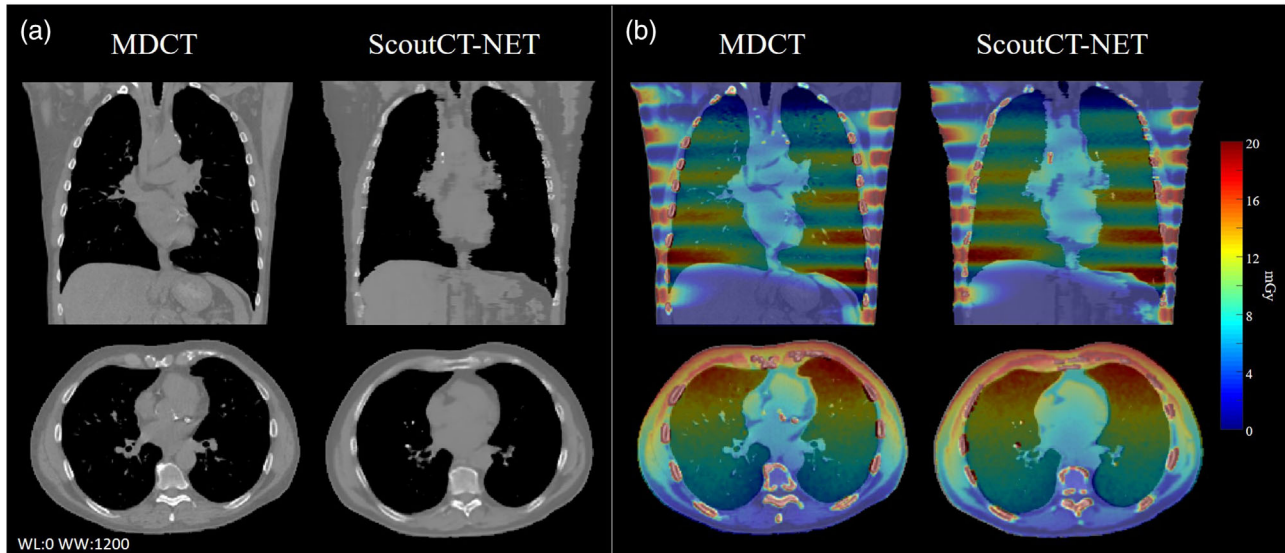 (a)
MDCT
ScoutCT-NET
(b)
MDCT
ScoutCT-NET
20
16
12
8
4
0
mGy
WL:0 WW:1200